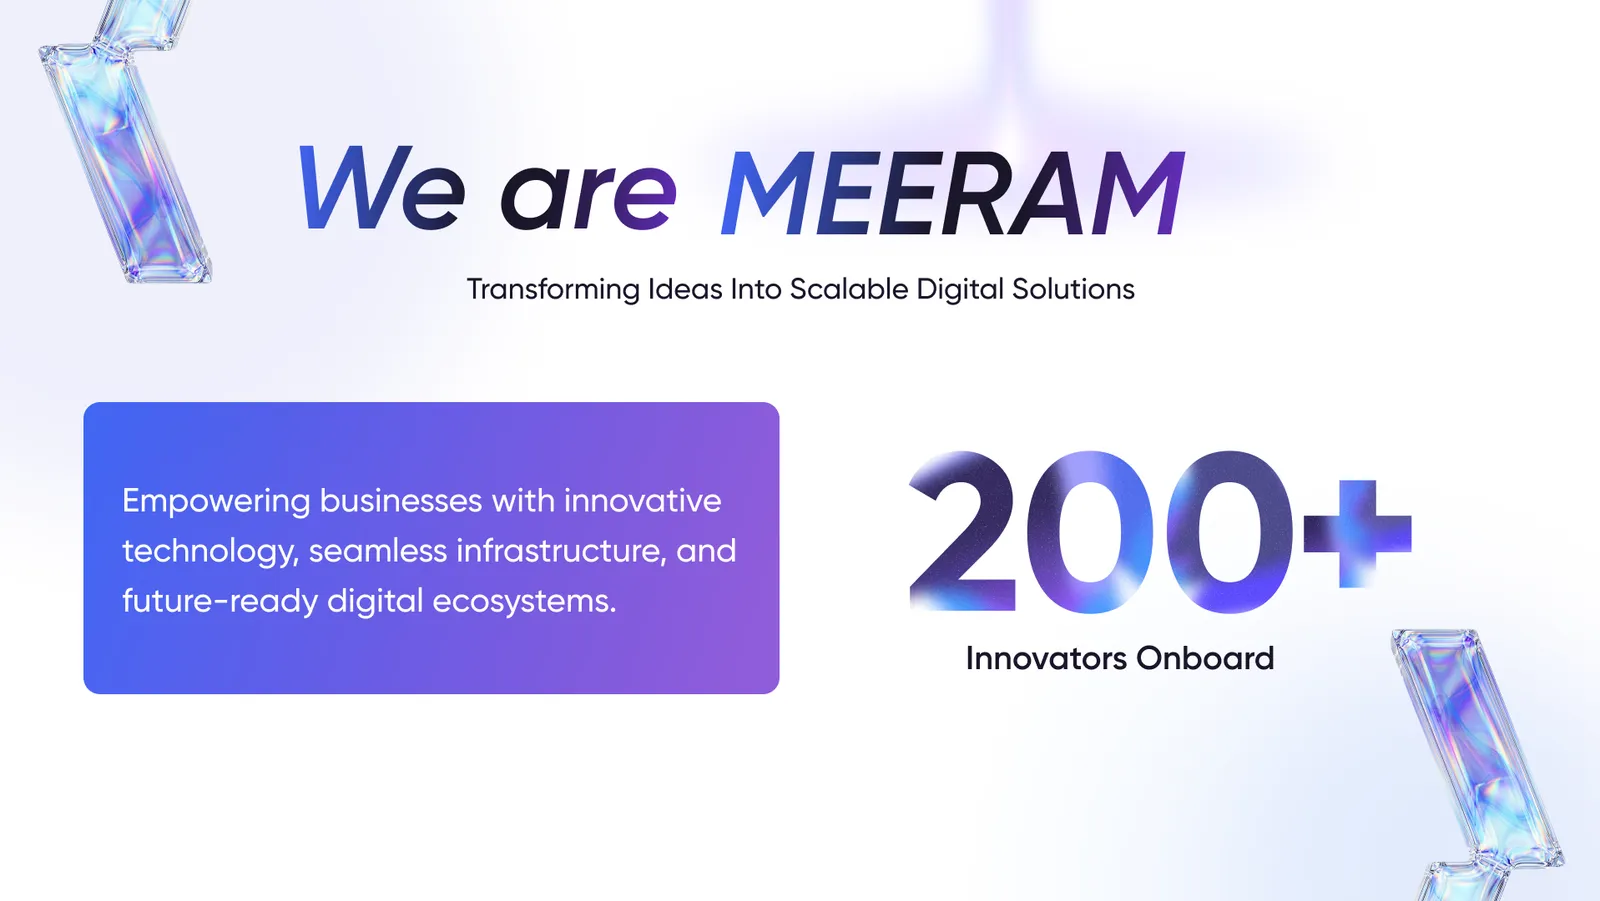 We are MEERAM
Transforming Ideas Into Scalable Digital Solutions
Empowering businesses with innovative
technology, seamless infrastructure, and
future-ready digital ecosystems.
200+
Innovators Onboard